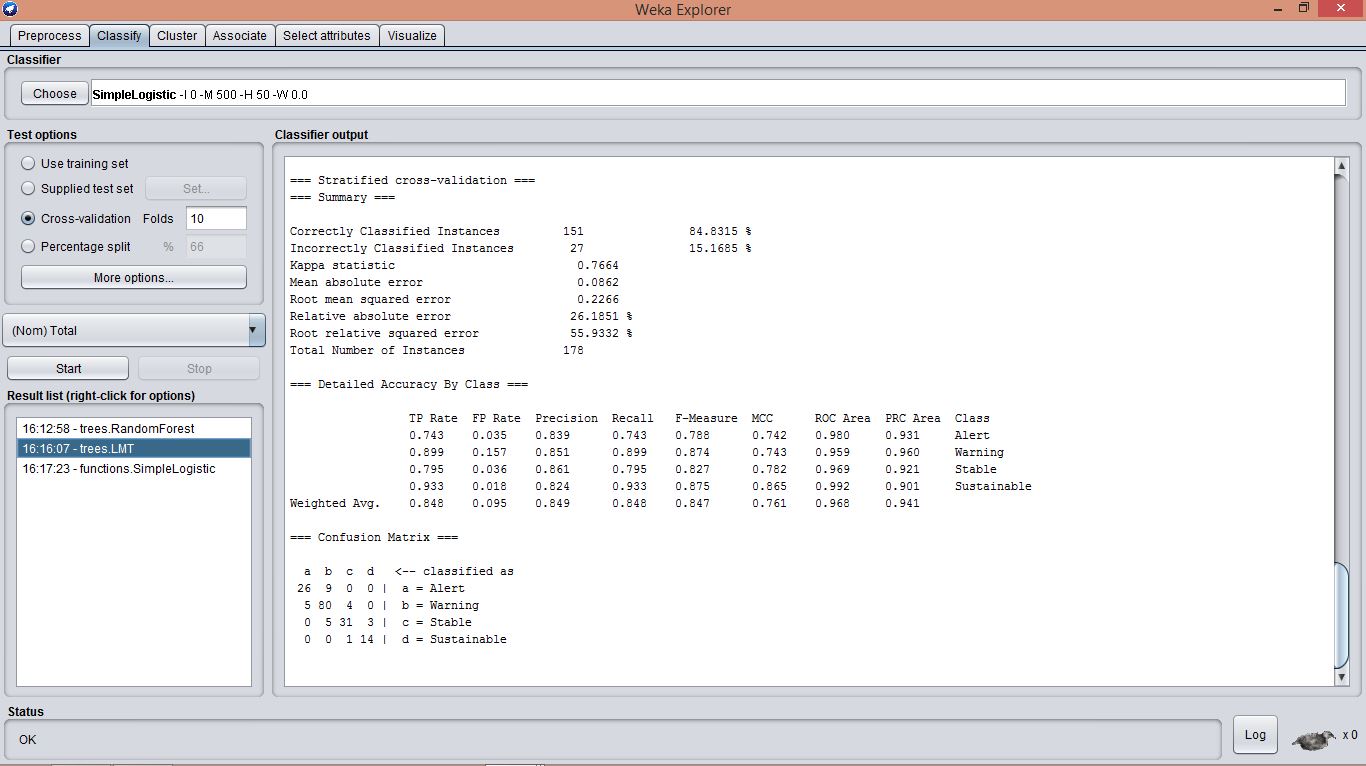 Weka Explorer
Preprocess Classify Cluster Associate Select attributes Visualize
Classifier
Choose SimpleLogistic -I 0 -M 500 -H 50 -W 0.0
Test options
Use training set
Supplied test set Set...
Cross-validation Folds 10
Percentage split % 66
More options...
(Nom) Total
Start Stop
Result list (right-click for options)
16:12:58 - trees.RandomForest
16:16:07 - trees.LMT
16:17:23 - functions.SimpleLogistic
Classifier output
=== Stratified cross-validation ===
=== Summary ===
Correctly Classified Instances 151 84.8315 %
Incorrectly Classified Instances 27 15.1685 %
Kappa statistic 0.7664
Mean absolute error 0.0862
Root mean squared error 0.2266
Relative absolute error 26.1851 %
Root relative squared error 55.9332 %
Total Number of Instances 178
=== Detailed Accuracy By Class ===
TP Rate FP Rate Precision Recall F-Measure MCC ROC Area PRC Area Class
0.743 0.035 0.839 0.743 0.788 0.742 0.980 0.931 Alert
0.899 0.157 0.851 0.899 0.874 0.743 0.959 0.960 Warning
0.795 0.036 0.861 0.795 0.827 0.782 0.969 0.921 Stable
0.933 0.018 0.824 0.933 0.875 0.865 0.992 0.901 Sustainable
Weighted Avg. 0.848 0.095 0.849 0.848 0.847 0.761 0.968 0.941
=== Confusion Matrix ===
a b c d <-- classified as
26 9 0 0 | a = Alert
5 80 4 0 | b = Warning
0 5 31 3 | c = Stable
0 0 1 14 | d = Sustainable
Status
OK
Log x 0